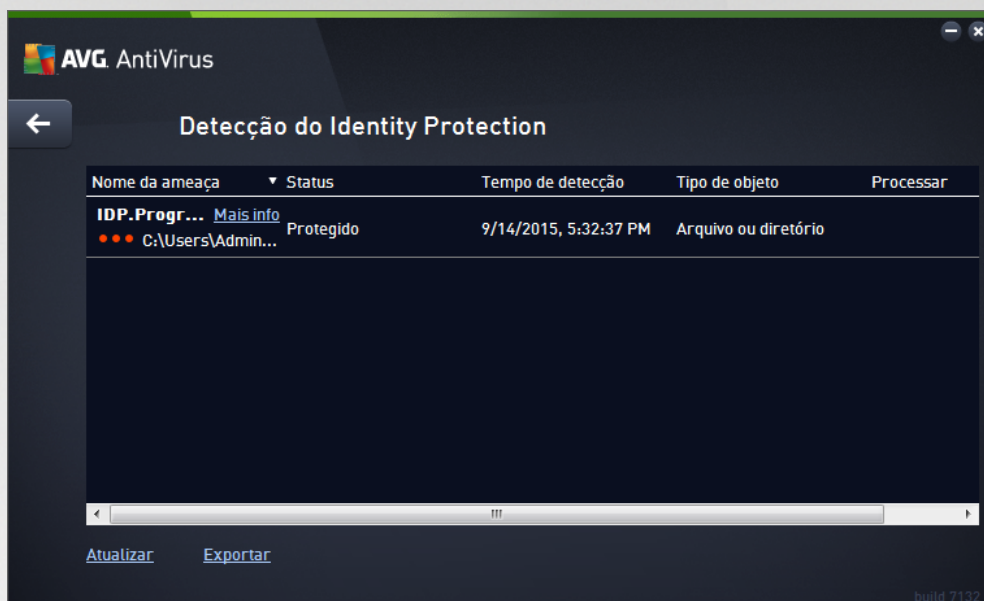 AVG AntiVirus
Detecção do Identity Protection
Nome da ameaça Status Tempo de detecção Tipo de objeto Processar
IDP.Progr... Mais info
Protegido 9/14/2015, 5:32:37 PM Arquivo ou diretório
C:\Users\Admin...
Atualizar Exportar
build 7132